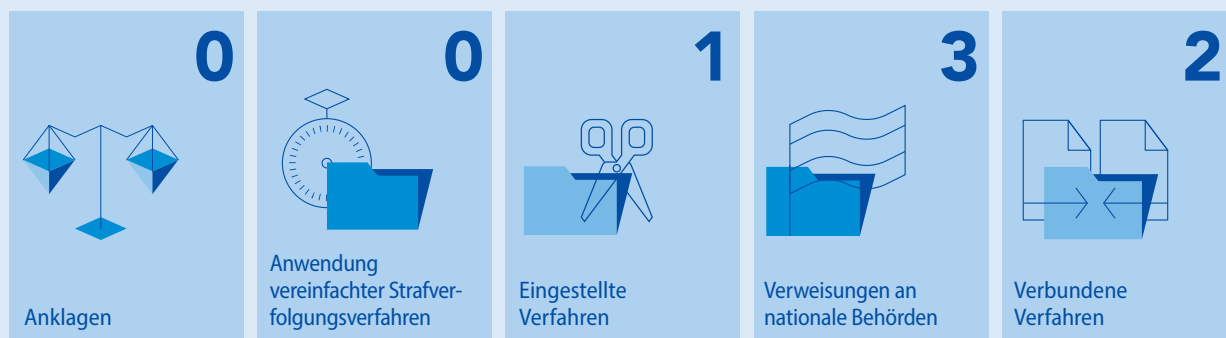 0
Anklagen
0
Anwendung
vereinfachter Strafver-
folgungsverfahren
1
Eingestellte
Verfahren
3
Verweisungen an
nationale Behörden
2
Verbundene
Verfahren